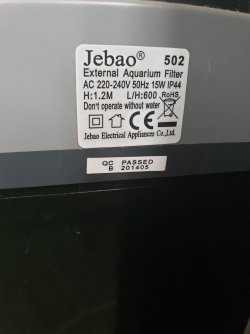 Jebao® 502
External Aquarium Filter
AC 220-240V 50Hz 15W IP44
H:1.2M L/H:600 RoHS
Don't operate without water
CE
Jebao Electrical Appliances Co.,Ltd.
QC PASSED
B 201405